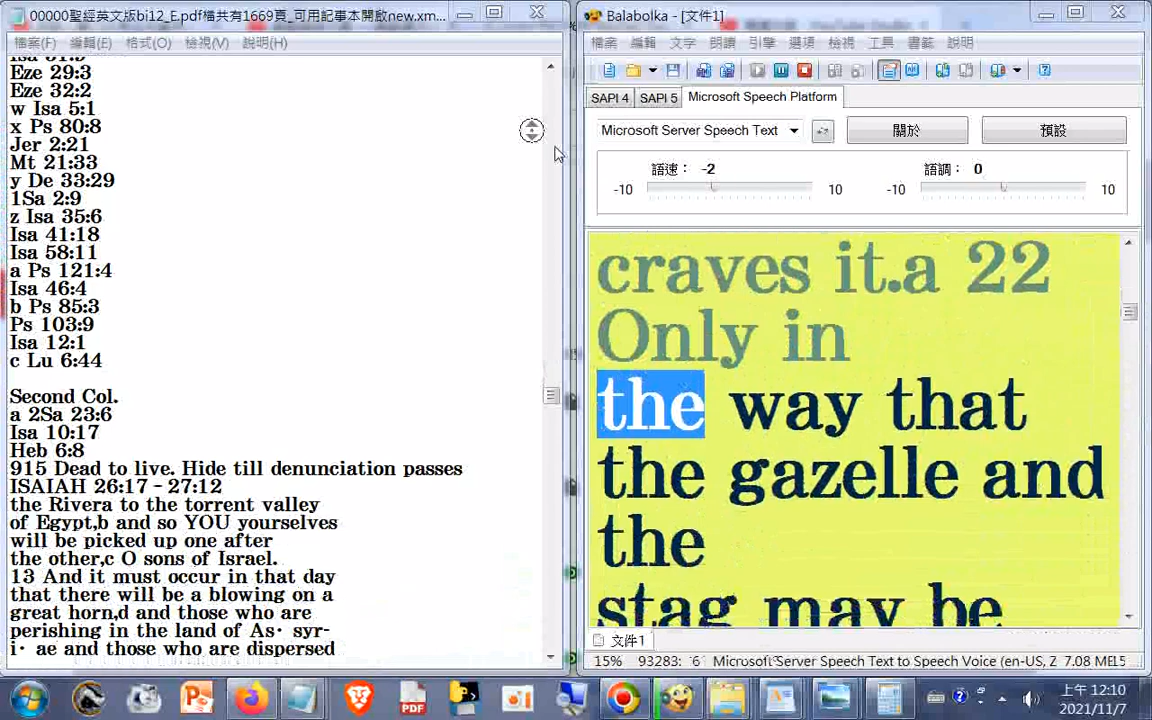 00000聖經英文版bi12_E.pdf檔共有1669頁_可用記事本開啟new.xm...
檔案(F) 編輯(E) 格式(O) 檢視(V) 說明(H)
Eze 29:3
Eze 32:2
w Isa 5:1
x Ps 80:8
Jer 2:21
Mt 21:33
y De 33:29
1Sa 2:9
z Isa 35:6
Isa 41:18
Isa 58:11
a Ps 121:4
Isa 46:4
b Ps 85:3
Ps 103:9
Isa 12:1
c Lu 6:44
Second Col.
a 2Sa 23:6
Isa 10:17
Heb 6:8
915 Dead to live. Hide till denunciation passes
ISAIAH 26:17 - 27:12
the Rivera to the torrent valley
of Egypt,b and so YOU yourselves
will be picked up one after
the other,c O sons of Israel.
13 And it must occur in that day
that there will be a blowing on a
great horn,d and those who are
perishing in the land of As· syr-
i· ae and those who are dispersed
Balabolka - [文件1]
檔案 編輯 文字 朗讀 引擎 選項 檢視 工具 書籤 說明
SAPI 4 SAPI 5 Microsoft Speech Platform
Microsoft Server Speech Text 關於 預設
語速： -2 語調： 0
-10 10 -10 10
craves it.a 22
Only in
the way that
the gazelle and
the
stag may be
文件1
15% 93283: '6' Microsoft Server Speech Text to Speech Voice (en-US, Z 7.08 МБ
PDF
上午 12:10
2021/11/7